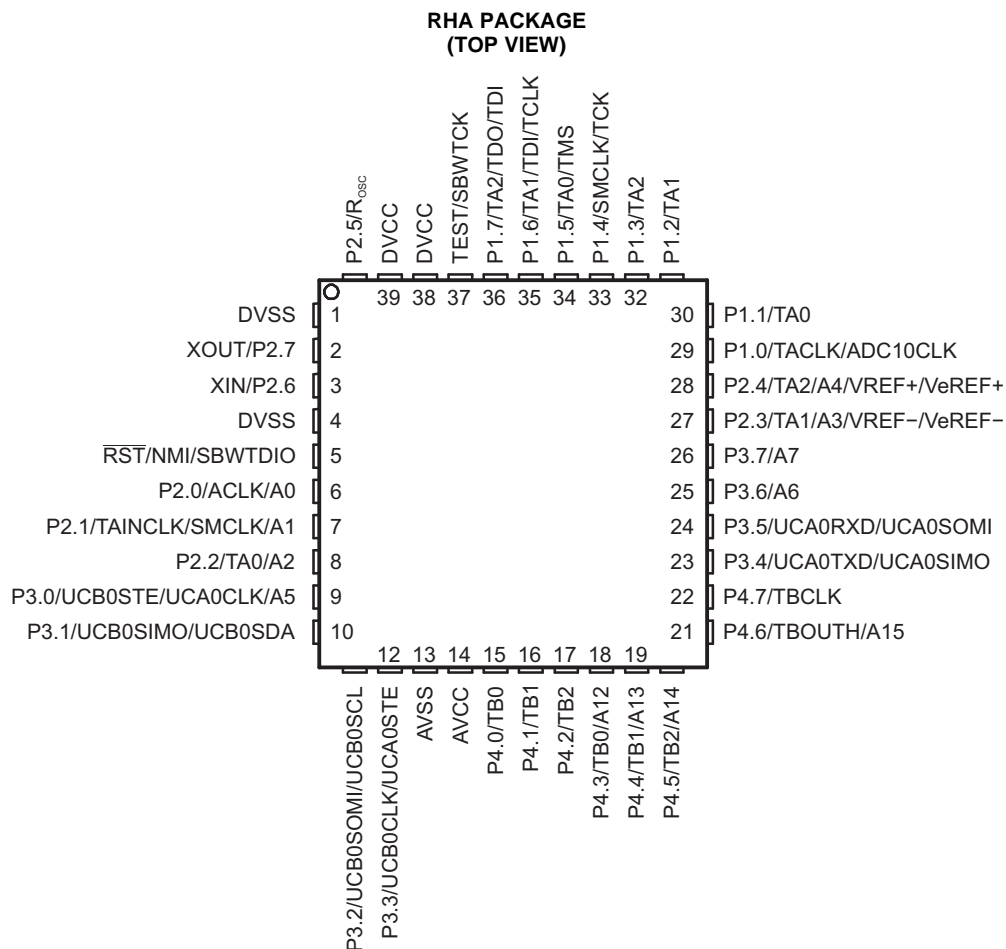 RHA PACKAGE
(TOP VIEW)
P2.5/ROSC
DVCC
DVCC
TEST/SBWTCK
P1.7/TA2/TDO/TDI
P1.6/TA1/TDI/TCLK
P1.5/TA0/TMS
P1.4/SMCLK/TCK
P1.3/TA2
P1.2/TA1
39 38 37 36 35 34 33 32
DVSS 1
XOUT/P2.7 2
XIN/P2.6 3
DVSS 4
RST/NMI/SBWTDIO 5
P2.0/ACLK/A0 6
P2.1/TAINCLK/SMCLK/A1 7
P2.2/TA0/A2 8
P3.0/UCB0STE/UCA0CLK/A5 9
P3.1/UCB0SIMO/UCB0SDA 10
30 P1.1/TA0
29 P1.0/TACLK/ADC10CLK
28 P2.4/TA2/A4/VREF+/VeREF+
27 P2.3/TA1/A3/VREF−/VeREF−
26 P3.7/A7
25 P3.6/A6
24 P3.5/UCA0RXD/UCA0SOMI
23 P3.4/UCA0TXD/UCA0SIMO
22 P4.7/TBCLK
21 P4.6/TBOUTH/A15
12 13 14 15 16 17 18 19
P3.2/UCB0SOMI/UCB0SCL
P3.3/UCB0CLK/UCA0STE
AVSS
AVCC
P4.0/TB0
P4.1/TB1
P4.2/TB2
P4.3/TB0/A12
P4.4/TB1/A13
P4.5/TB2/A14